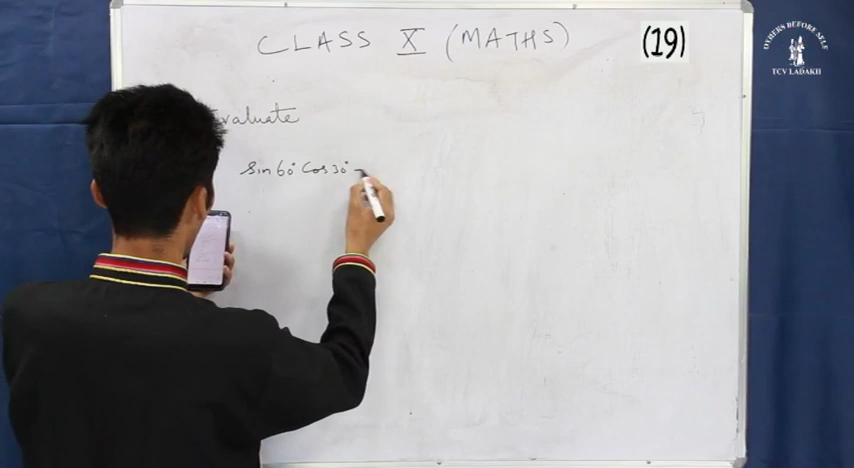 CLASS X (MATHS)
(19)
OTHERS BEFORE SELF
TCV LADAKH
Evaluate
Sin 60° Cos 30° -